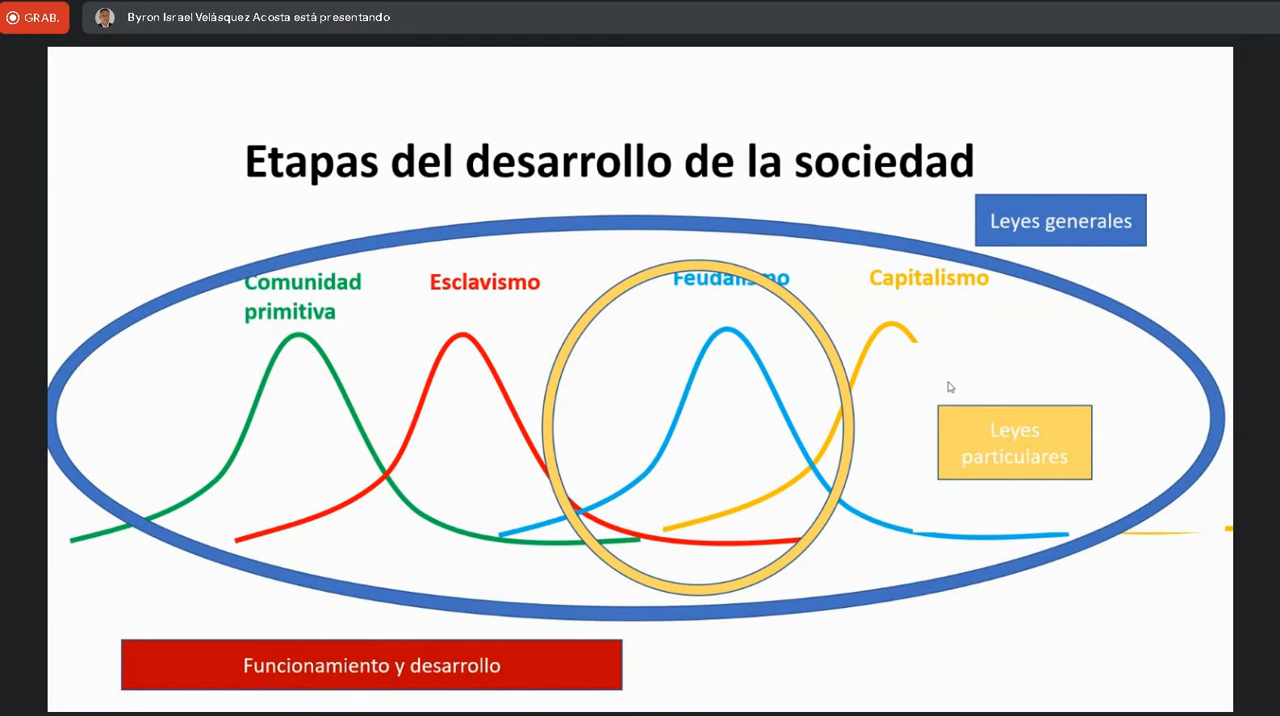 GRAB.
Byron Israel Velásquez Acosta está presentando
Etapas del desarrollo de la sociedad
Leyes generales
Comunidad
primitiva
Esclavismo
Feudalismo
Capitalismo
Leyes
particulares
Funcionamiento y desarrollo